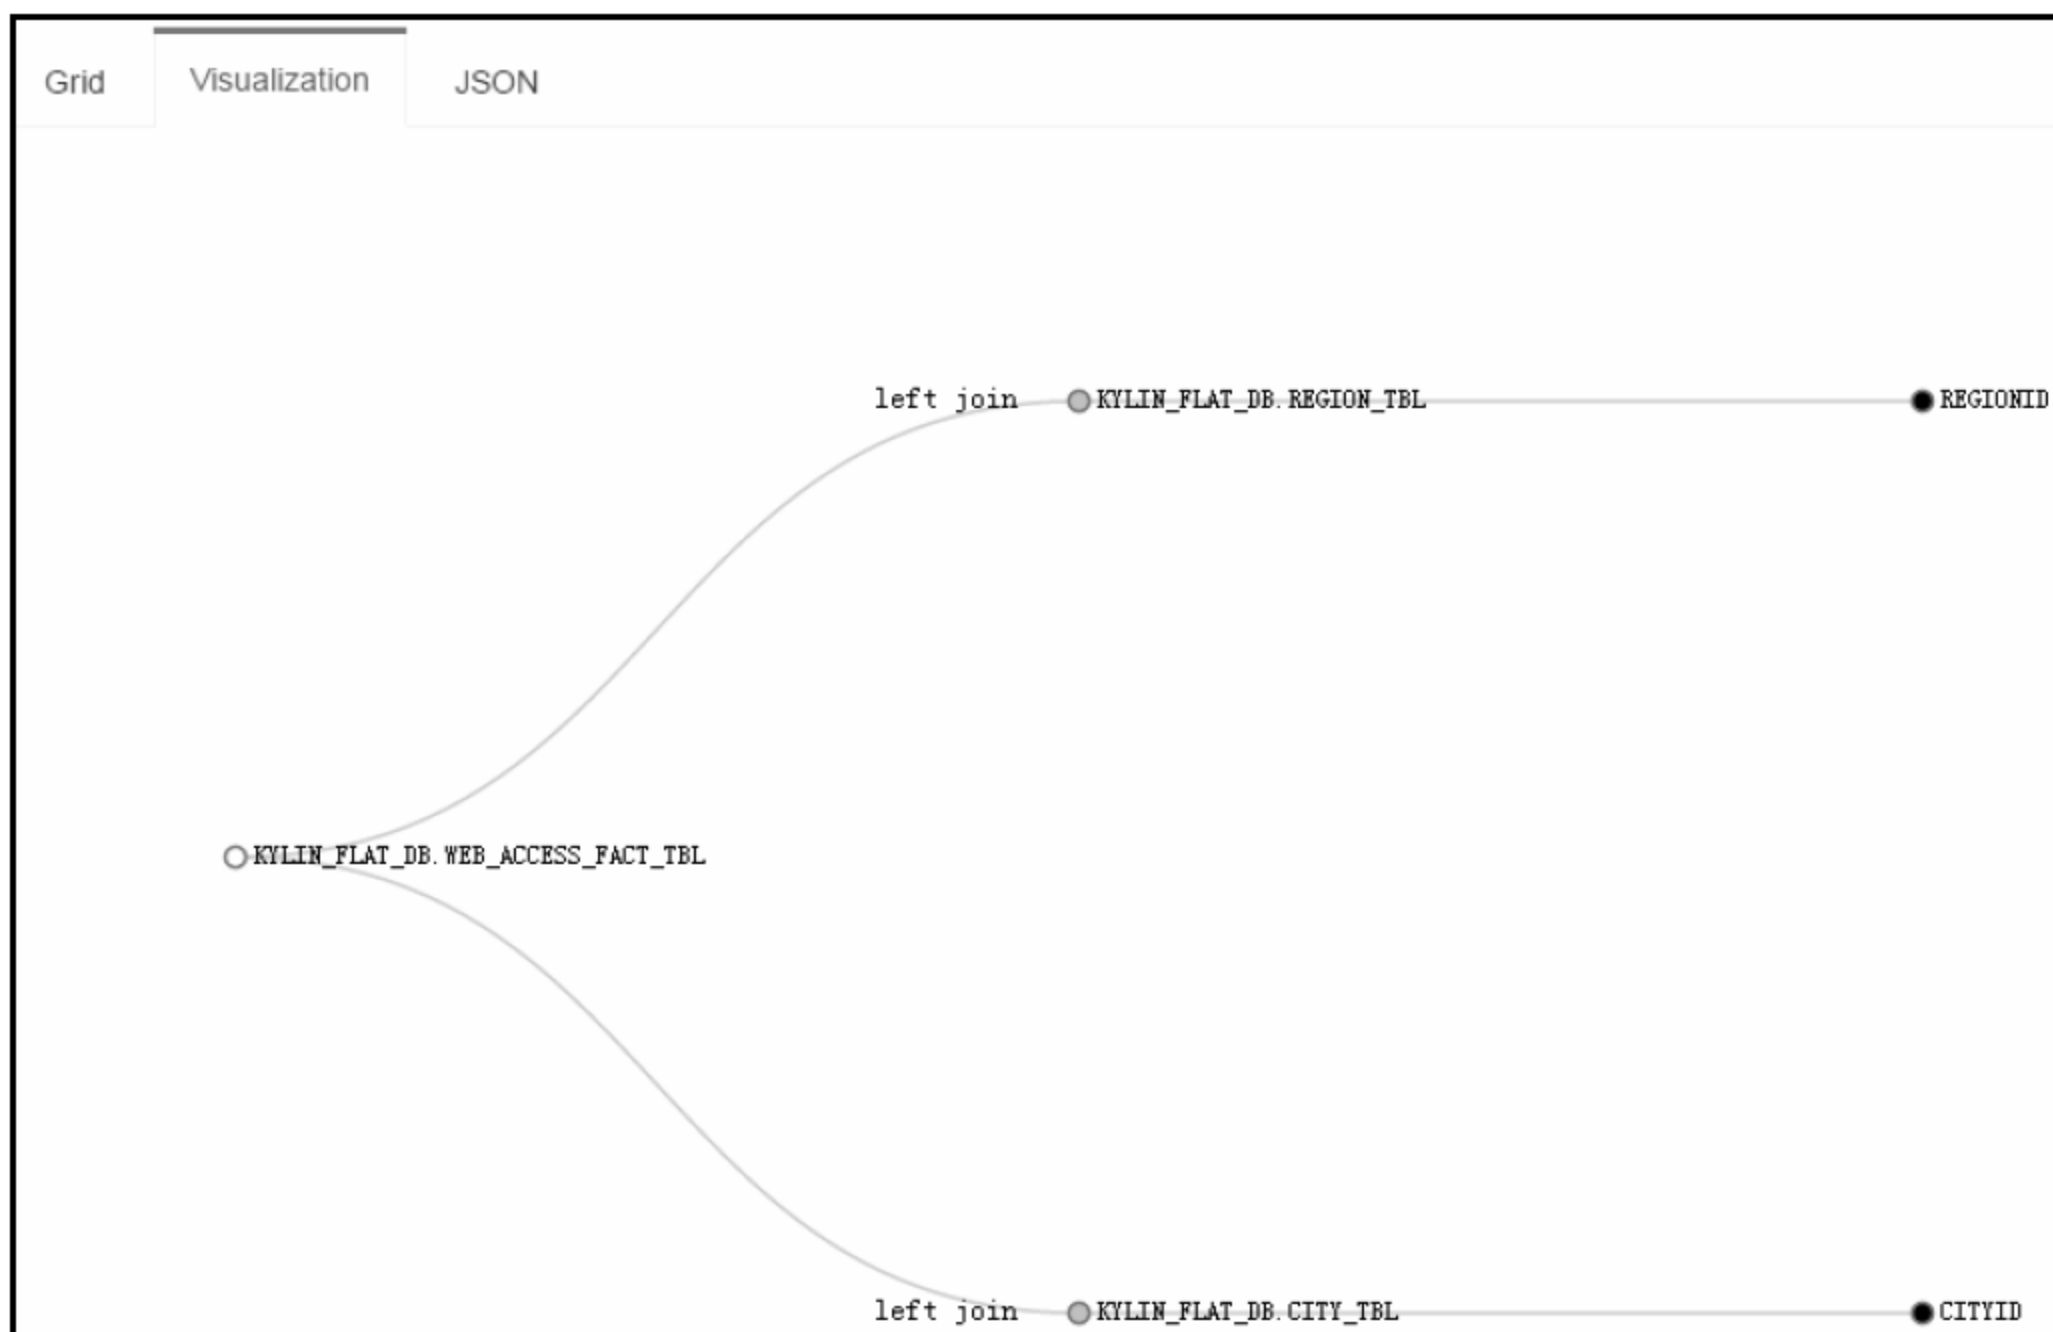 Grid Visualization JSON
left join KYLIN_FLAT_DB.REGION_TBL REGIONID
KYLIN_FLAT_DB.WEB_ACCESS_FACT_TBL
left join KYLIN_FLAT_DB.CITY_TBL CITYID